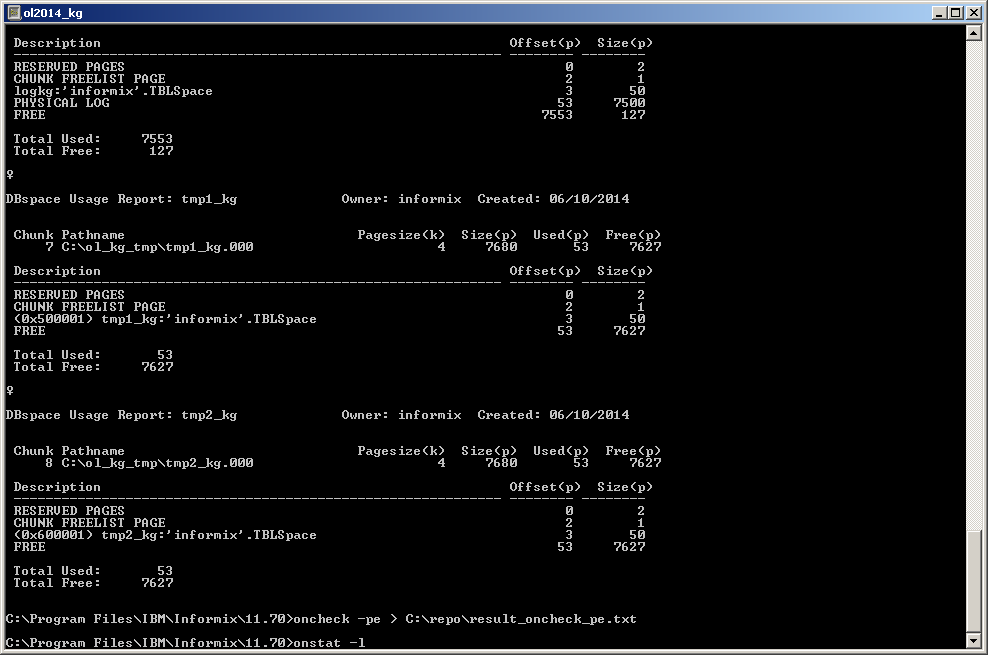 ol2014_kg
Description Offset(p) Size(p)
------------------------------------------------------------- -------- --------
RESERVED PAGES 0 2
CHUNK FREELIST PAGE 2 1
logkg:'informix'.TBLSpace 3 50
PHYSICAL LOG 53 7500
FREE 7553 127
Total Used: 7553
Total Free: 127
♀
DBspace Usage Report: tmp1_kg Owner: informix Created: 06/10/2014
Chunk Pathname Pagesize(k) Size(p) Used(p) Free(p)
7 C:\ol_kg_tmp\tmp1_kg.000 4 7680 53 7627
Description Offset(p) Size(p)
------------------------------------------------------------- -------- --------
RESERVED PAGES 0 2
CHUNK FREELIST PAGE 2 1
(0x500001) tmp1_kg:'informix'.TBLSpace 3 50
FREE 53 7627
Total Used: 53
Total Free: 7627
♀
DBspace Usage Report: tmp2_kg Owner: informix Created: 06/10/2014
Chunk Pathname Pagesize(k) Size(p) Used(p) Free(p)
8 C:\ol_kg_tmp\tmp2_kg.000 4 7680 53 7627
Description Offset(p) Size(p)
------------------------------------------------------------- -------- --------
RESERVED PAGES 0 2
CHUNK FREELIST PAGE 2 1
(0x600001) tmp2_kg:'informix'.TBLSpace 3 50
FREE 53 7627
Total Used: 53
Total Free: 7627
C:\Program Files\IBM\Informix\11.70>oncheck -pe > C:\repo\result_oncheck_pe.txt
C:\Program Files\IBM\Informix\11.70>onstat -l